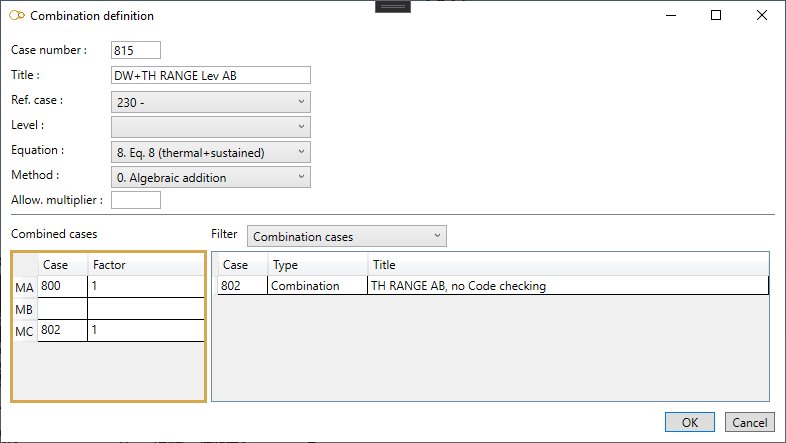 Combination definition
Case number : 815
Title : DW+TH RANGE Lev AB
Ref. case : 230 -
Level :
Equation : 8. Eq. 8 (thermal+sustained)
Method : 0. Algebraic addition
Allow. multiplier :
Combined cases Filter Combination cases
Case Factor Case Type Title
MA 800 1 802 Combination TH RANGE AB, no Code checking
MB
MC 802 1
OK Cancel